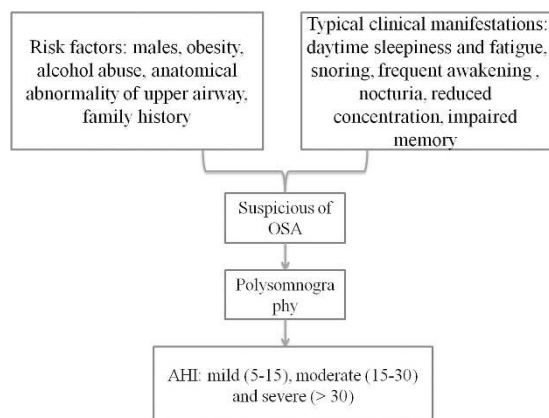 Risk factors: males, obesity,
alcohol abuse, anatomical
abnormality of upper airway,
family history
Typical clinical manifestations:
daytime sleepiness and fatigue,
snoring, frequent awakening ,
nocturia, reduced
concentration, impaired
memory
Suspicious of
OSA
Polysomnogra
phy
AHI: mild (5-15), moderate (15-30)
and severe (> 30)